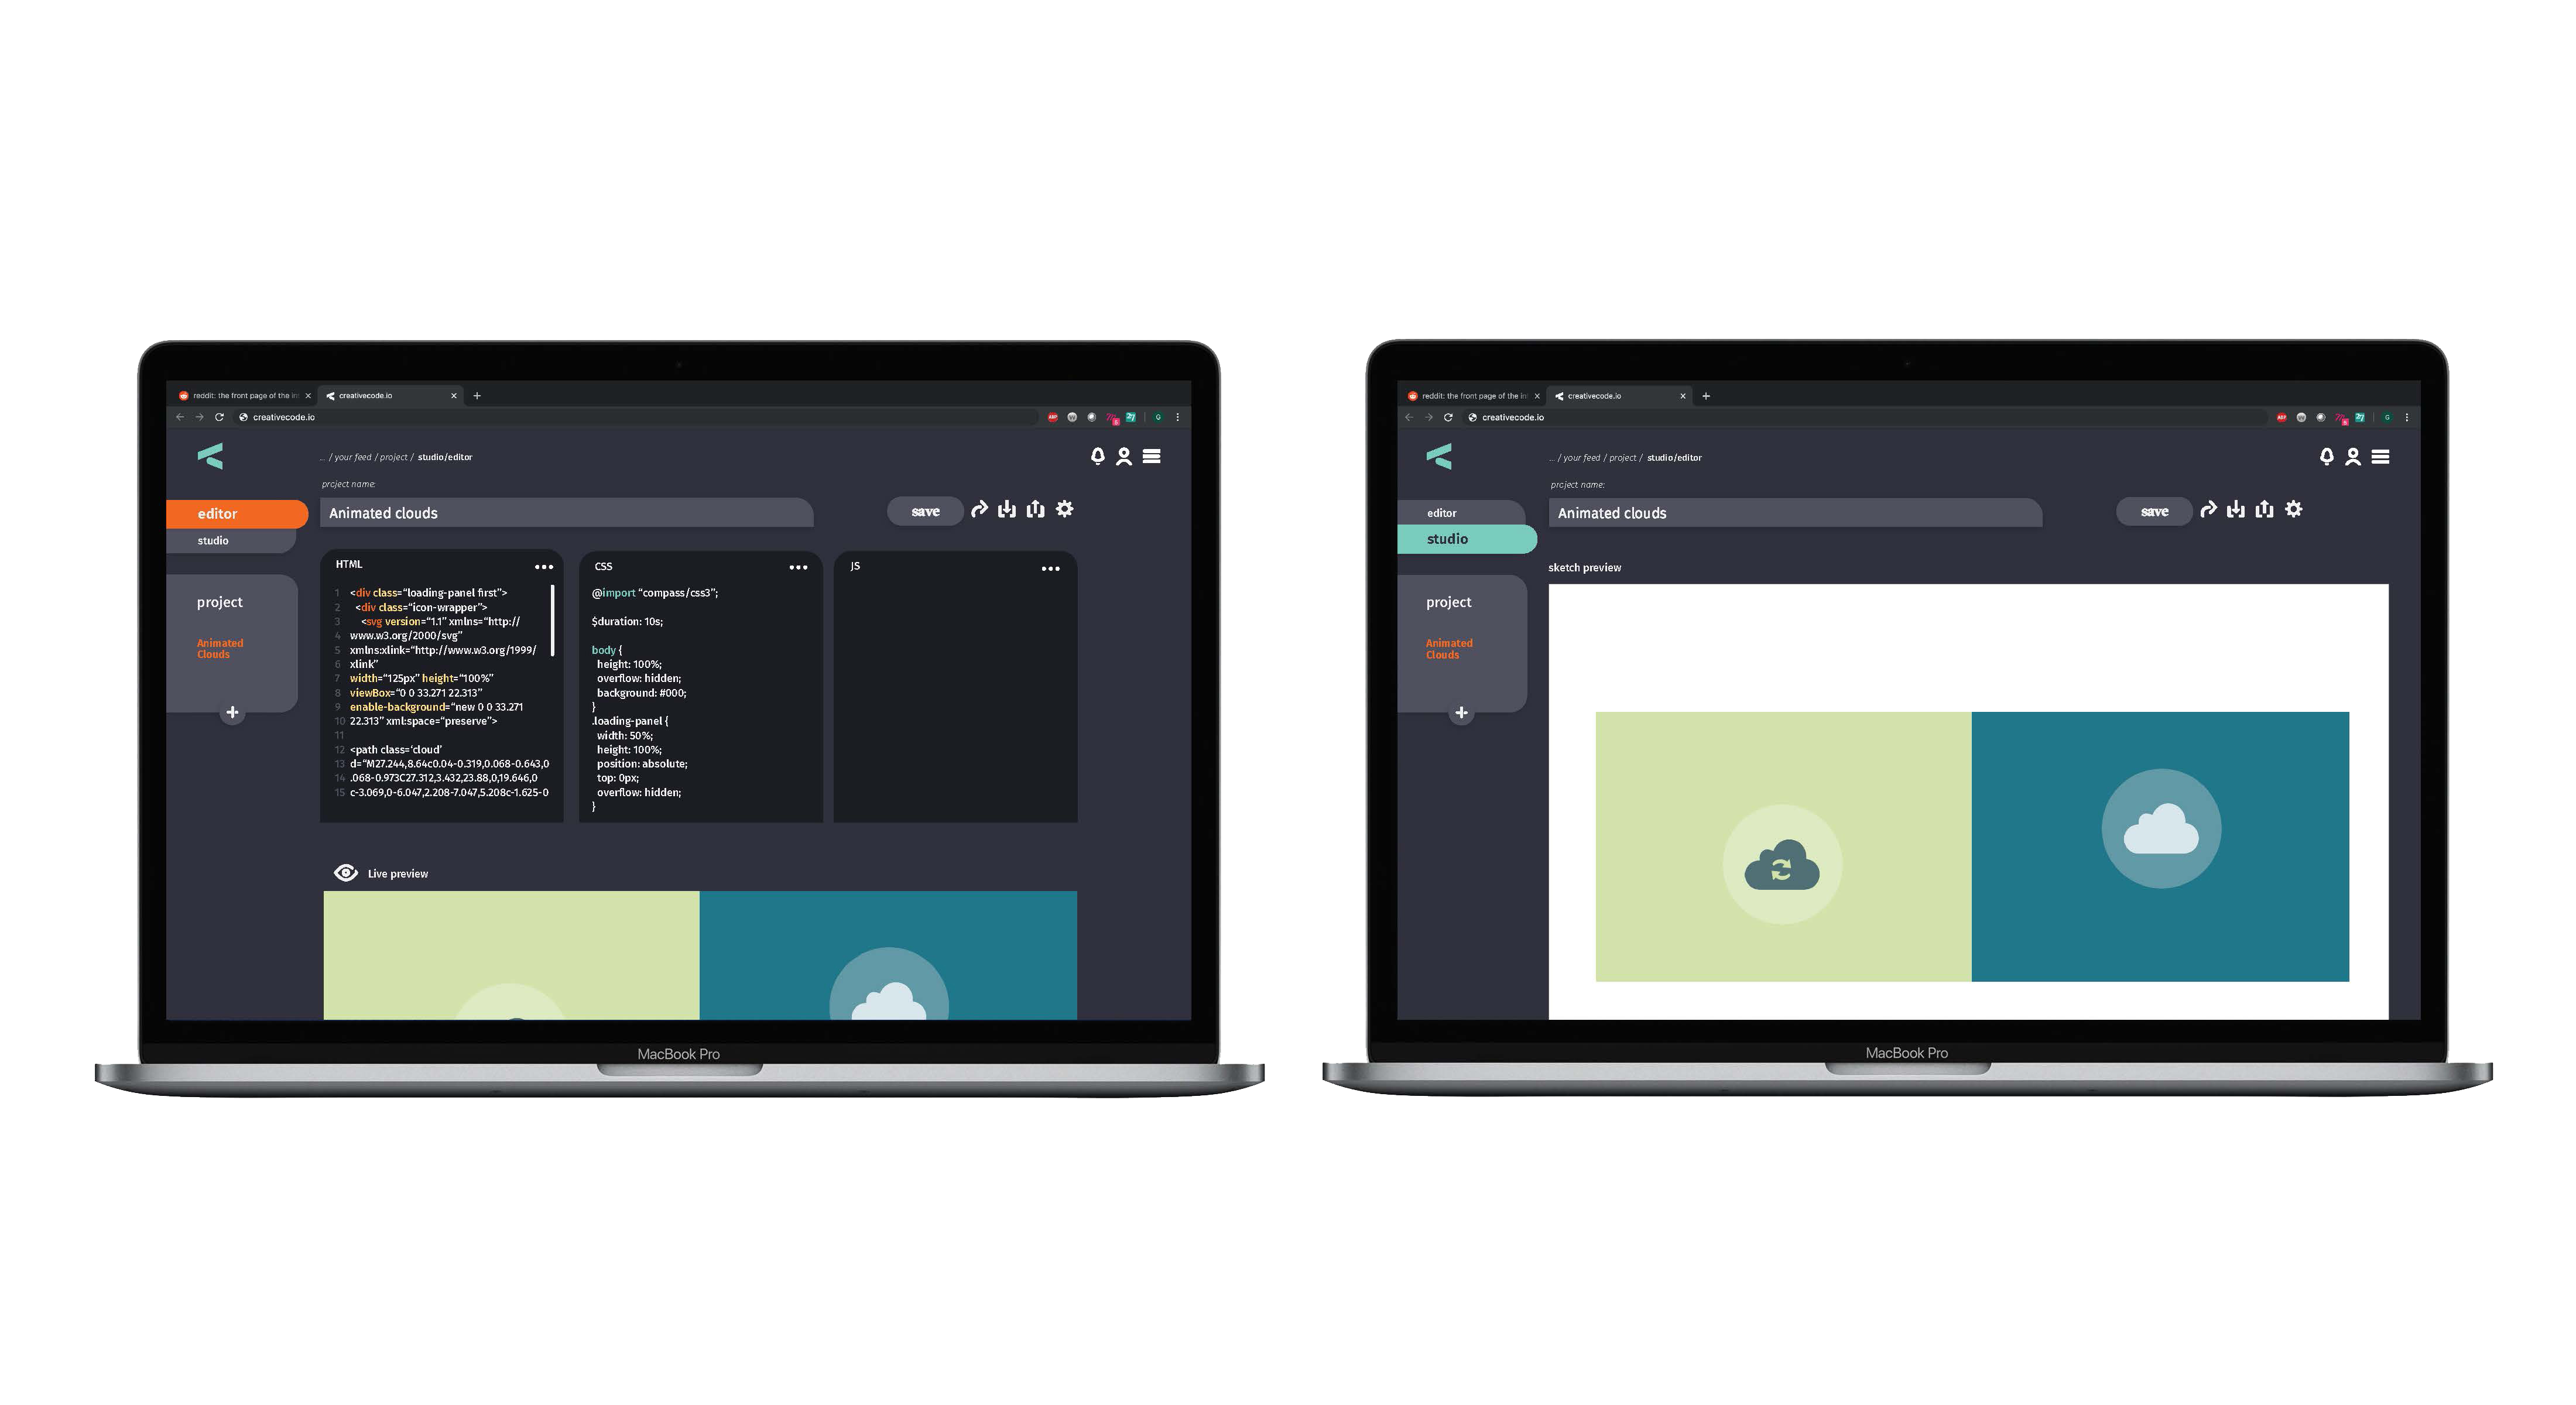 reddit: the front page of the in
creativecode.io
creativecode.io
... / your feed / project / studio/editor
project name:
editor
Animated clouds
save
studio
project
Animated
Clouds
HTML
1 <div class=“loading-panel first”>
2 <div class=“icon-wrapper”>
3 <svg version=“1.1” xmlns=“http://
4 www.w3.org/2000/svg”
5 xmlns:xlink=“http://www.w3.org/1999/
6 xlink”
7 width=“125px” height=“100%”
8 viewBox=“0 0 33.271 22.313”
9 enable-background=“new 0 0 33.271
10 22.313” xml:space=“preserve”>
11
12 <path class=‘cloud’
13 d=“M27.244,8.64c0.04-0.319,0.068-0.643,0
14 .068-0.973C27.312,3.432,23.88,0,19.646,0
15 c-3.069,0-6.047,2.208-7.047,5.208c-1.625-0
CSS
@import “compass/css3”;
$duration: 10s;
body {
height: 100%;
overflow: hidden;
background: #000;
}
.loading-panel {
width: 50%;
height: 100%;
position: absolute;
top: 0px;
overflow: hidden;
}
JS
Live preview
MacBook Pro
reddit: the front page of the in
creativecode.io
creativecode.io
... / your feed / project / studio/editor
project name:
editor
Animated clouds
save
studio
sketch preview
project
Animated
Clouds
MacBook Pro